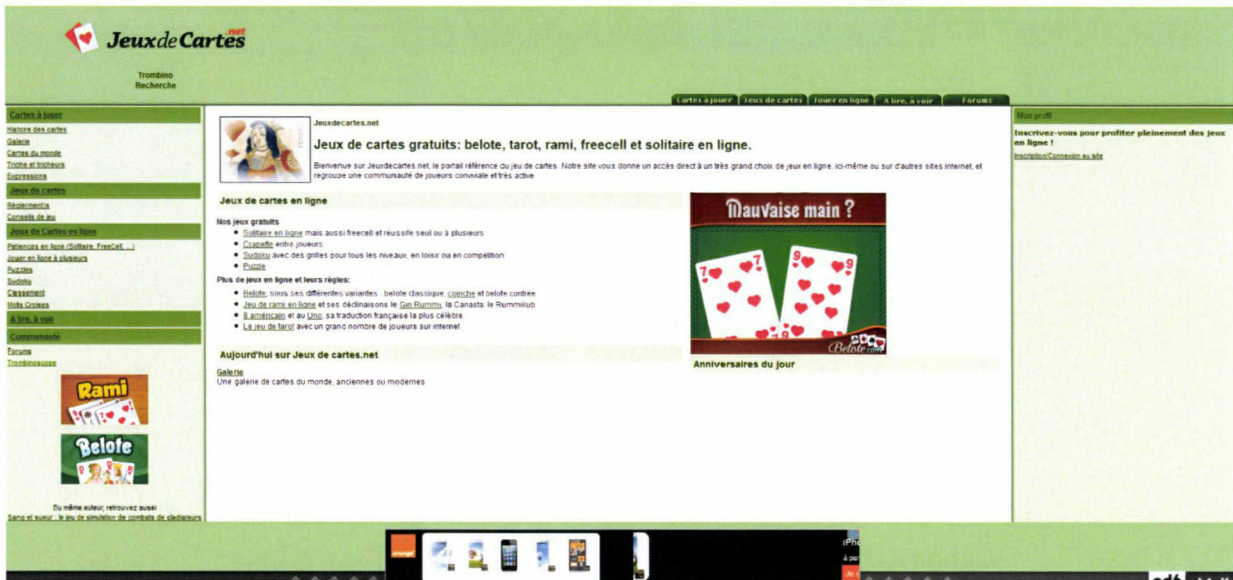 JeuxdeCartes.net
Trombino
Recherche
Cartes à jouer
Jeux de cartes
Jouer en ligne
A lire, à voir
Forums
Cartes à jouer
Histoire des cartes
Galerie
Cartes du monde
Triche et tricheurs
Expressions
Jeux de cartes
Conseils de jeu
Jeux de Cartes en ligne
Patiences en ligne (Solitaire, FreeCell, ...)
Jouer en ligne à plusieurs
Puzzles
Sudoku
Classement
Mots Croisés
A lire, à voir
Communauté
Forums
Trombinoscope
Rami
Belote
Du même auteur, retrouvez aussi
Sang et sueur : le jeu de simulation de combats de gladiateurs
Jeuxdecartes.net
Jeux de cartes gratuits: belote, tarot, rami, freecell et solitaire en ligne.
Bienvenue sur Jeuxdecartes.net, le portail référence du jeu de cartes. Notre site vous donne un accès direct à un très grand choix de jeux en ligne, ici-même ou sur d'autres sites internet, et
regroupe une communauté de joueurs conviviale et très active
Jeux de cartes en ligne
Nos jeux gratuits
Solitaire en ligne mais aussi freecell et réussite seul ou à plusieurs
Crapette entre joueurs
Sudoku avec des grilles pour tous les niveaux, en loisir ou en compétition
Puzzle
Plus de jeux en ligne et leurs règles:
Belote, sous ses différentes variantes : belote classique, coinche et belote contrée
Jeu de rami en ligne et ses déclinaisons le Gin Rummy, la Canasta, le Rummikub
8 américain et au Uno, sa traduction française la plus célèbre
Le jeu de tarot avec un grand nombre de joueurs sur internet
Aujourd'hui sur Jeux de cartes.net
Galerie
Une galerie de cartes du monde, anciennes ou modernes
Mauvaise main ?
7
9
7
9
Belote.com
Anniversaires du jour
Mon profil
Inscrivez-vous pour profiter pleinement des jeux
en ligne !
Inscription/Connexion au site
orange